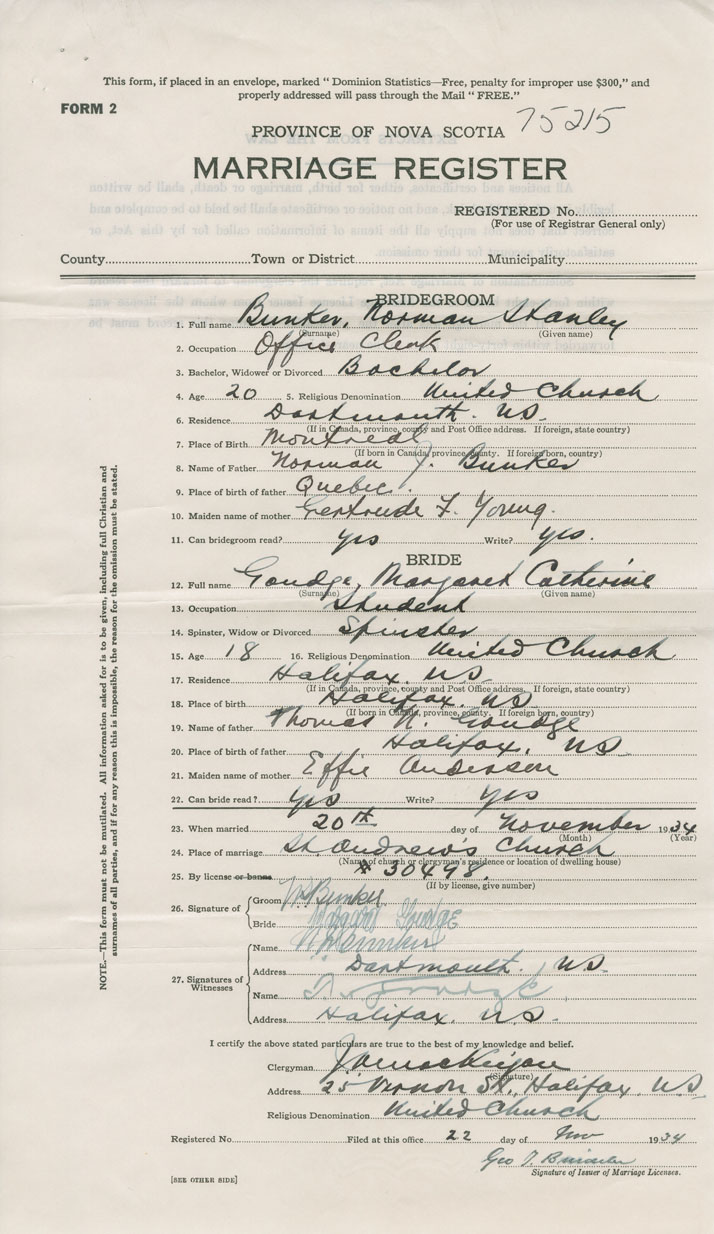 This form, if placed in an envelope, marked “ Dominion Statistics—Free, penalty for improper use $300,” and
properly addressed will pass through the Mail “ FREE.”
FORM 2
PROVINCE OF NOVA SCOTIA 75215
MARRIAGE REGISTER
REGISTERED No.
(For use of Registrar General only)
County Town or District Municipality
BRIDEGROOM
1. Full name Bunker, Norman Stanley
(Surname) (Given name)
2. Occupation Office Clerk
3. Bachelor, Widower or Divorced Bachelor
4. Age 20 5. Religious Denomination United Church
6. Residence Dartmouth. NS.
(If in Canada, province, county and Post Office address. If foreign, state country)
7. Place of Birth Montreal
(If born in Canada, province, county. If foreign born, country)
8. Name of Father Norman J. Bunker
9. Place of birth of father Quebec.
10. Maiden name of mother Gertrude F. Young.
11. Can bridegroom read? yes Write? yes.
BRIDE
12. Full name Goudge, Margaret Catherine
(Surname) (Given name)
13. Occupation Student
14. Spinster, Widow or Divorced Spinster
15. Age 18 16. Religious Denomination United Church
17. Residence Halifax. NS.
(If in Canada, province, county and Post Office address. If foreign, state country)
18. Place of birth Halifax. NS
(If born in Canada, province, county. If foreign born, country)
19. Name of father Thomas N. Goudge
20. Place of birth of father Halifax, NS
21. Maiden name of mother Effie Anderson
22. Can bride read? yes Write? yes
23. When married 20th day of November 1934
(Month) (Year)
24. Place of marriage St. Andrews Church
(Name of church or clergyman's residence or location of dwelling house)
25. By license or banns # 30498.
(If by license, give number)
26. Signature of
Groom Bunker
Bride Margaret Goudge
27. Signatures of Witnesses
Name Bunker
Address Dartmouth. NS.
Name Goudge
Address Halifax. N.S.
I certify the above stated particulars are true to the best of my knowledge and belief.
Clergyman
(Signature)
Address 25 Vernon St., Halifax. NS
Religious Denomination United Church
Registered No. Filed at this office 22 day of Nov 1934
Geo
Signature of Issuer of Marriage Licenses.
[SEE OTHER SIDE]
NOTE.—This form must not be mutilated. All information asked for is to be given, including full Christian and
surnames of all parties, and if for any reason this is impossible, the reason for the omission must be stated.